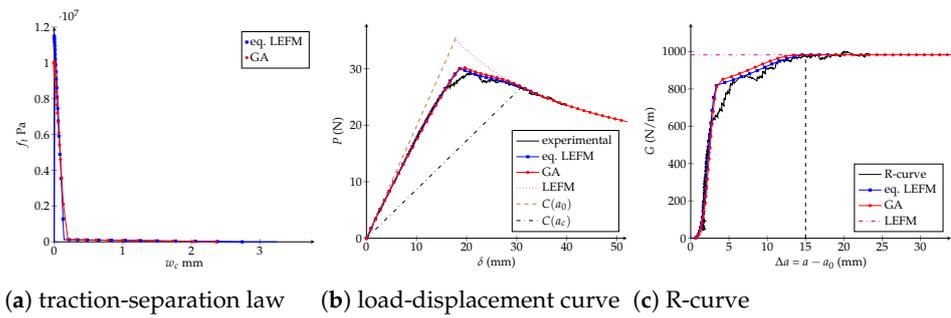 ·10⁷
1.2
1
0.8
0.6
0.4
0.2
0
f_t Pa
0 1 2 3
w_c mm
eq. LEFM
GA
30
20
10
0
P (N)
0 10 20 30 40 50
δ (mm)
experimental
eq. LEFM
GA
LEFM
C(a_0)
C(a_c)
1000
800
600
400
200
0
G (N/m)
0 5 10 15 20 25 30
Δa = a − a_0 (mm)
R-curve
eq. LEFM
GA
LEFM
(a) traction-separation law (b) load-displacement curve (c) R-curve